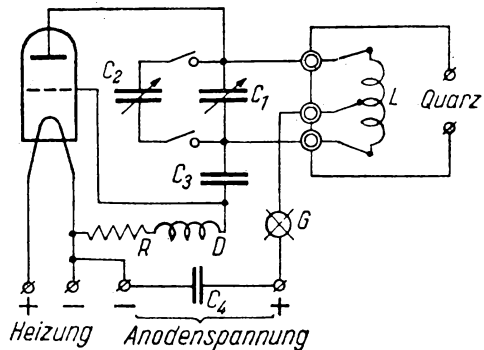 C2
C1
L
Quarz
C3
G
R
D
C4
+ − − +
Heizung
Anodenspannung